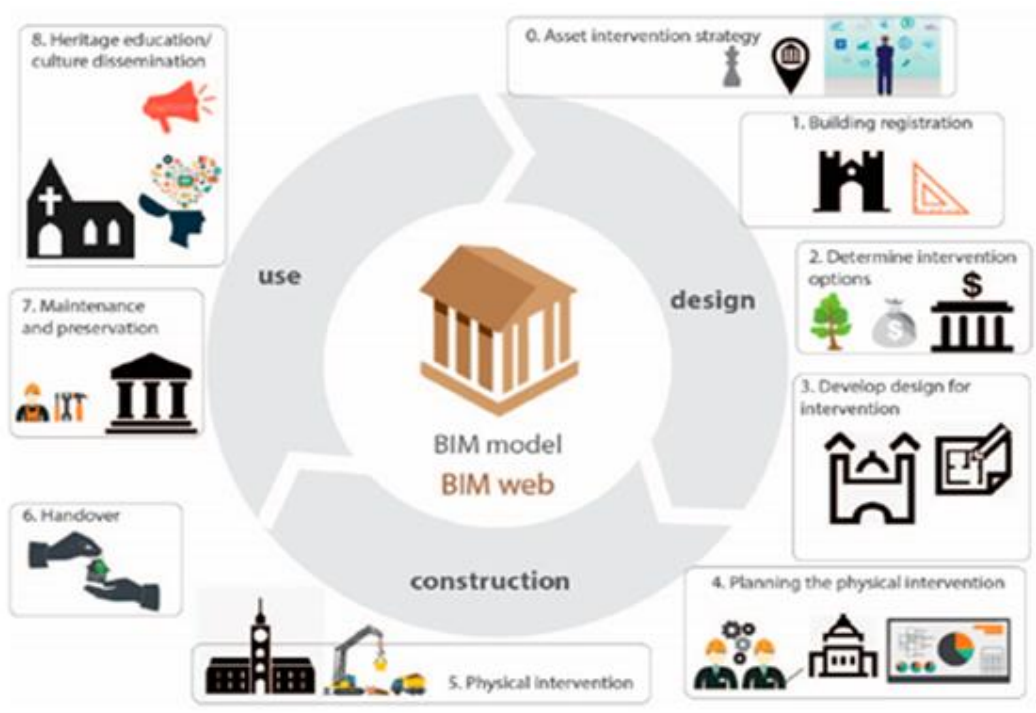 8. Heritage education/
culture dissemination
0. Asset intervention strategy
1. Building registration
2. Determine intervention
options
$
$
3. Develop design for
intervention
4. Planning the physical intervention
5. Physical intervention
6. Handover
7. Maintenance
and preservation
use
design
construction
BIM model
BIM web